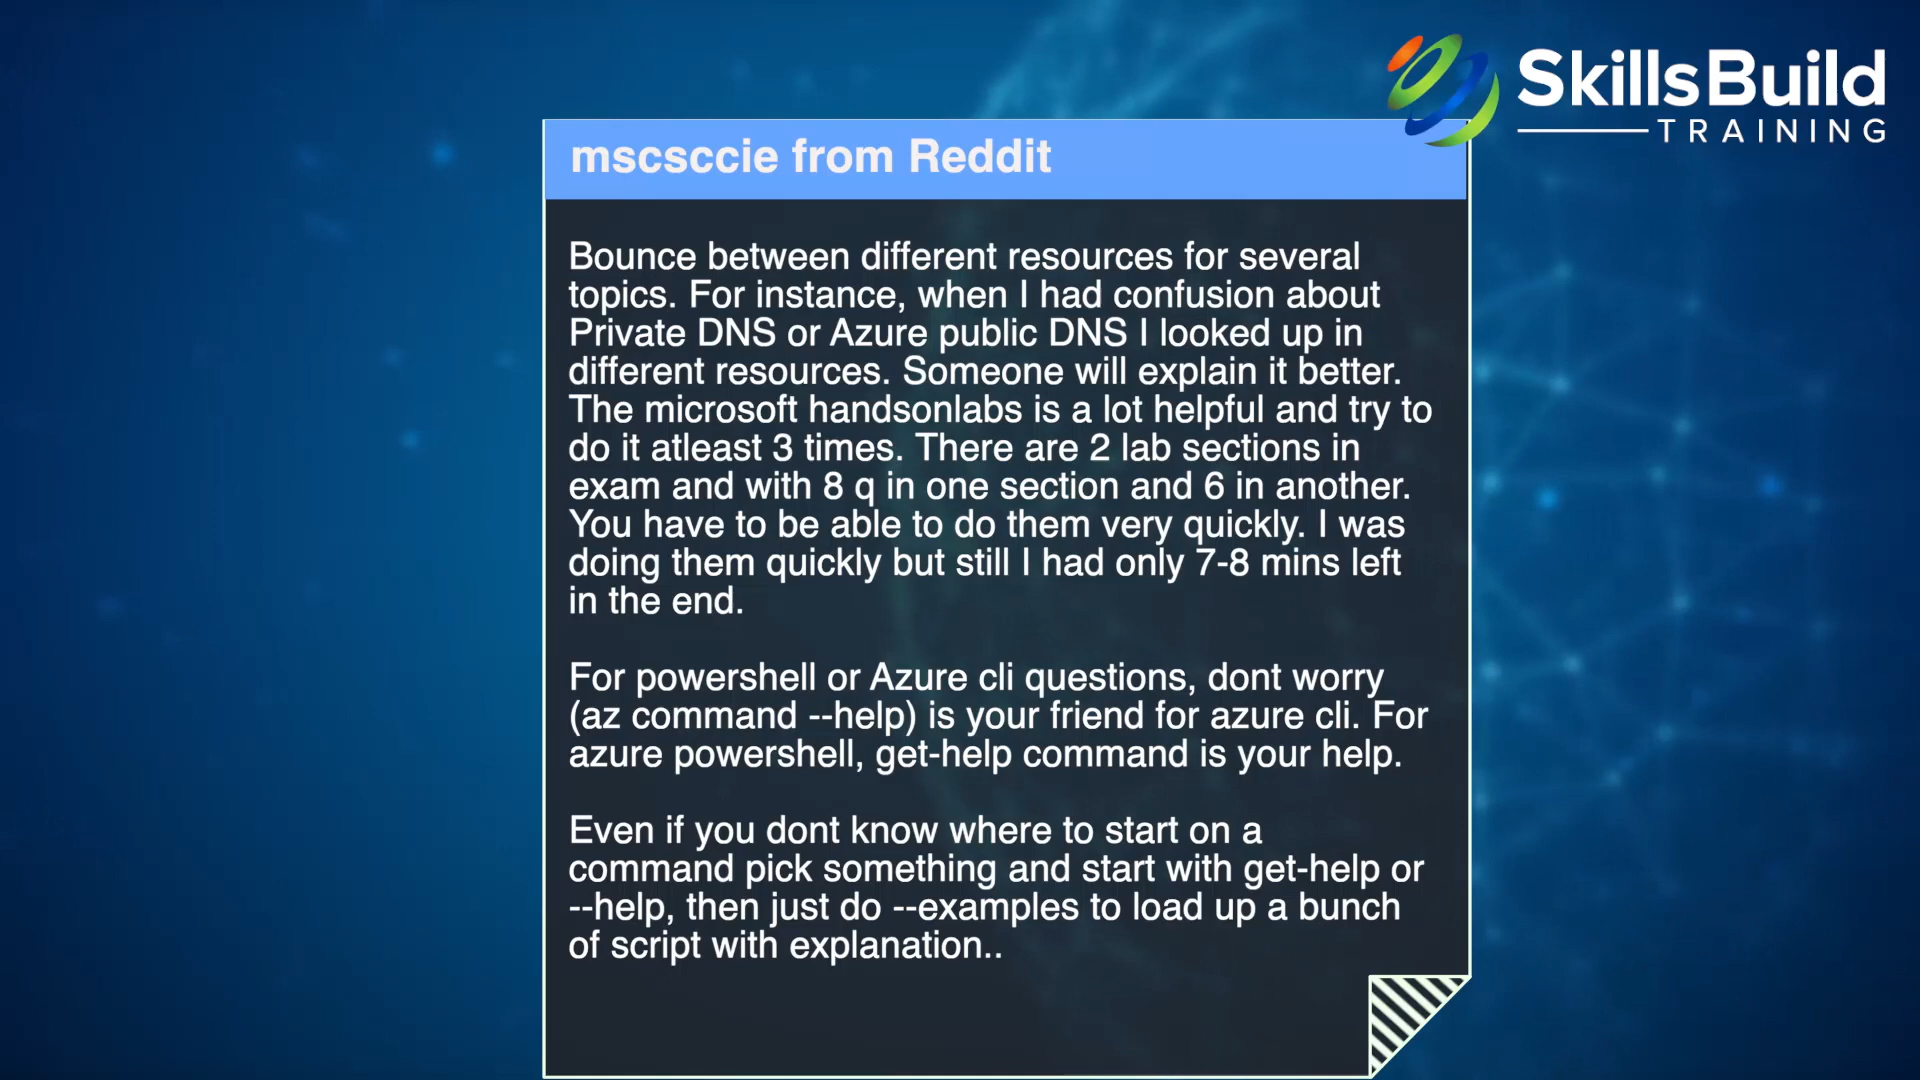 SkillsBuild
TRAINING
mscsccie from Reddit
Bounce between different resources for several
topics. For instance, when I had confusion about
Private DNS or Azure public DNS I looked up in
different resources. Someone will explain it better.
The microsoft handsonlabs is a lot helpful and try to
do it atleast 3 times. There are 2 lab sections in
exam and with 8 q in one section and 6 in another.
You have to be able to do them very quickly. I was
doing them quickly but still I had only 7-8 mins left
in the end.
For powershell or Azure cli questions, dont worry
(az command --help) is your friend for azure cli. For
azure powershell, get-help command is your help.
Even if you dont know where to start on a
command pick something and start with get-help or
--help, then just do --examples to load up a bunch
of script with explanation..